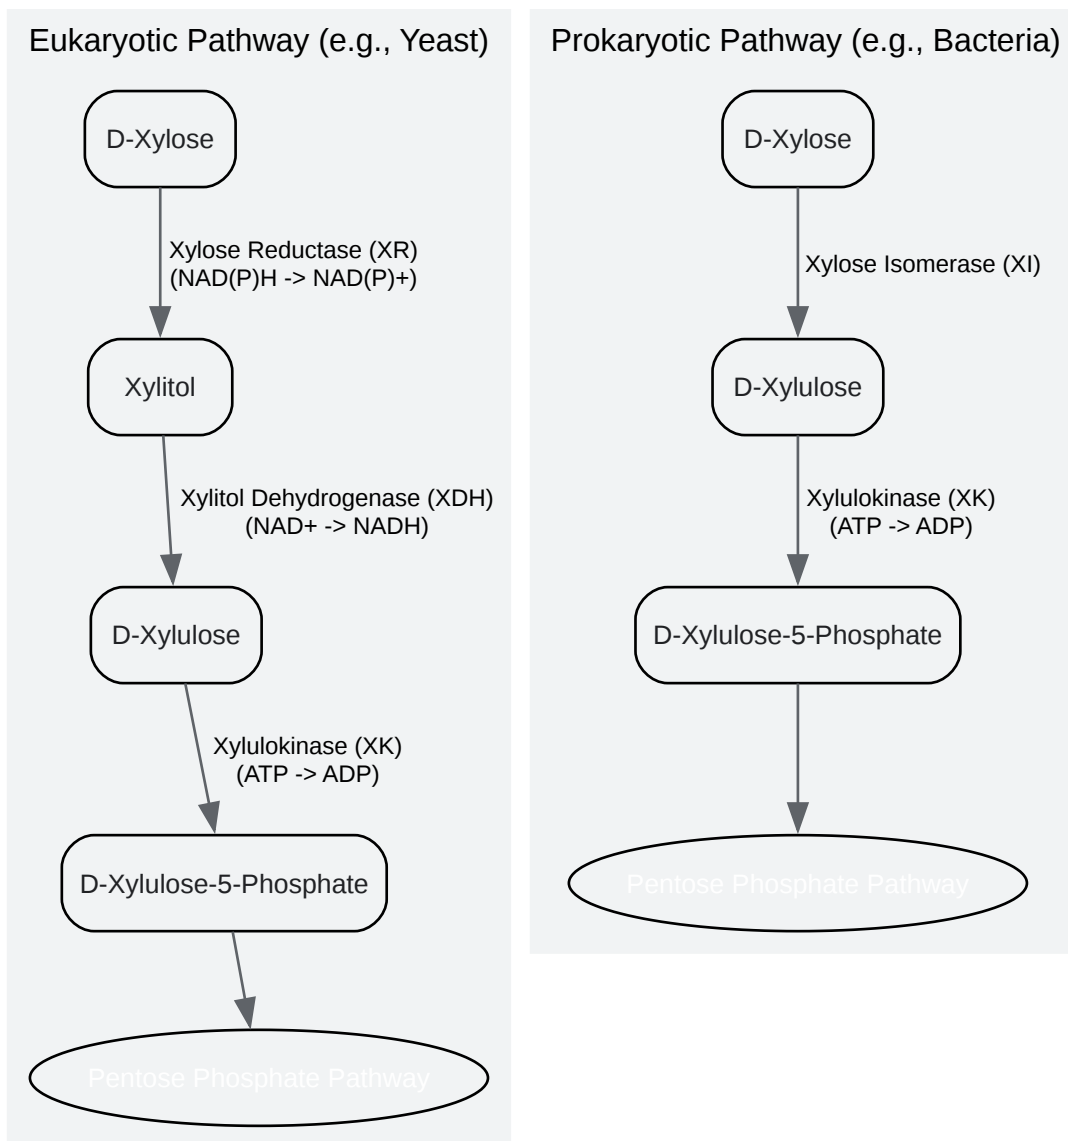 Eukaryotic Pathway (e.g., Yeast)
D-Xylose
Xylose Reductase (XR)
(NAD(P)H -> NAD(P)+)
Xylitol
Xylitol Dehydrogenase (XDH)
(NAD+ -> NADH)
D-Xylulose
Xylulokinase (XK)
(ATP -> ADP)
D-Xylulose-5-Phosphate
Pentose Phosphate Pathway
Prokaryotic Pathway (e.g., Bacteria)
D-Xylose
Xylose Isomerase (XI)
D-Xylulose
Xylulokinase (XK)
(ATP -> ADP)
D-Xylulose-5-Phosphate
Pentose Phosphate Pathway